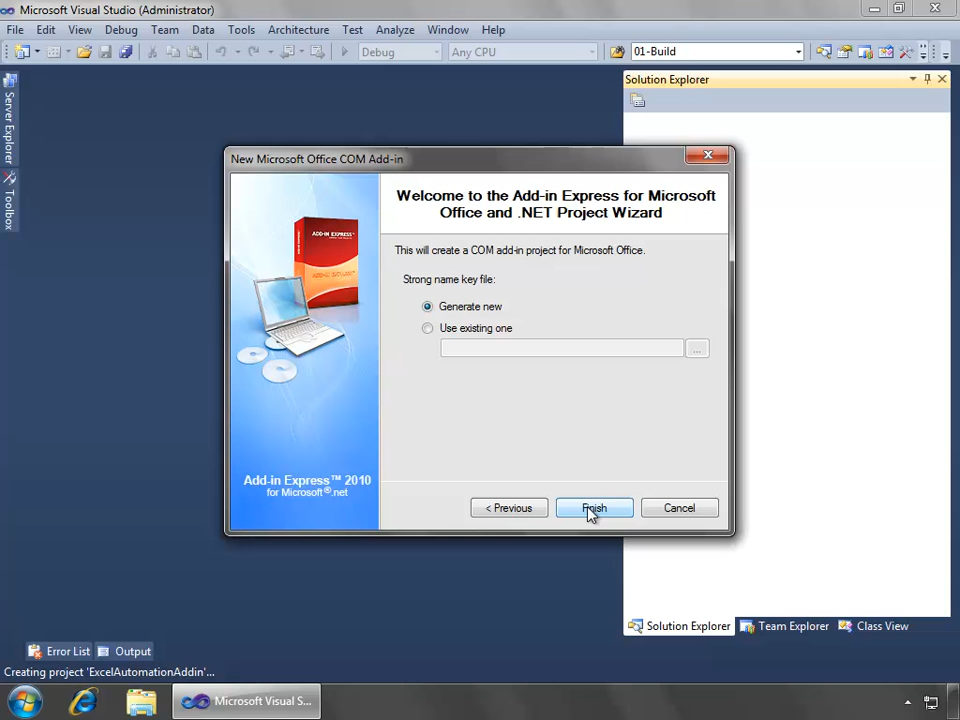 Microsoft Visual Studio (Administrator)
File Edit View Debug Team Data Tools Architecture Test Analyze Window Help
Debug Any CPU 01-Build
Server Explorer
Toolbox
Solution Explorer
New Microsoft Office COM Add-in
Welcome to the Add-in Express for Microsoft
Office and .NET Project Wizard
This will create a COM add-in project for Microsoft Office.
Strong name key file:
Generate new
Use existing one
...
ADD-IN EXPRESS™
Add-in Express™ 2010
for Microsoft®.net
< Previous Finish Cancel
Solution Explorer Team Explorer Class View
Error List Output
Creating project 'ExcelAutomationAddin'...
Microsoft Visual S...